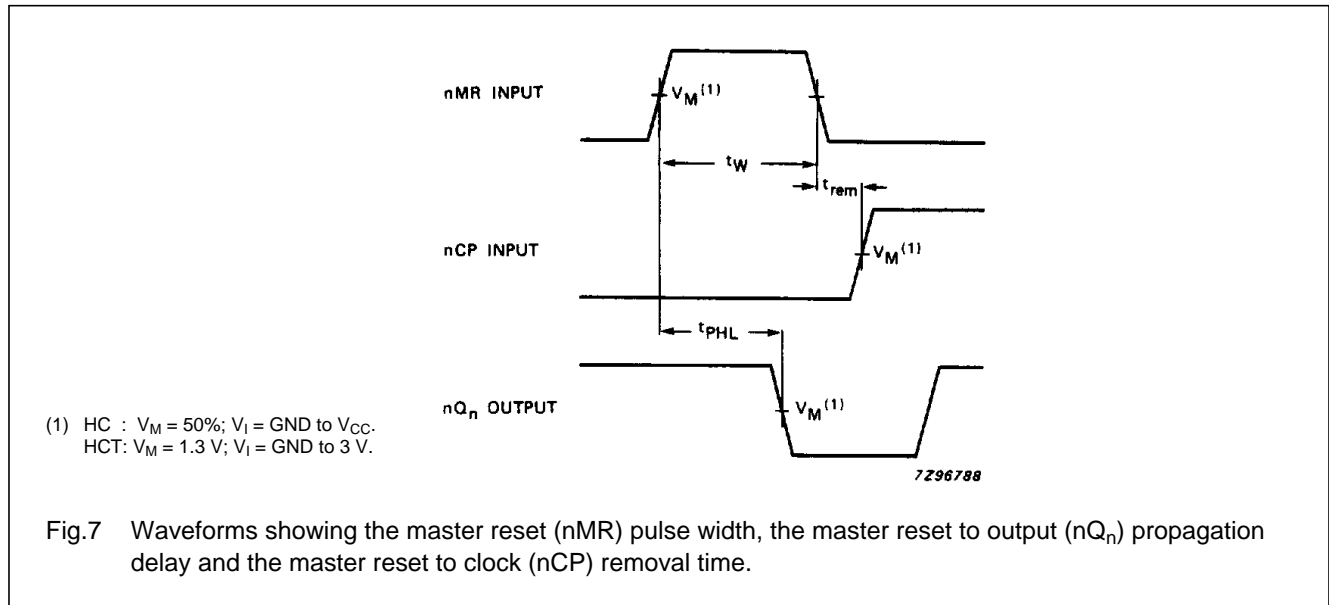 nMR INPUT
V_M(1)
t_W
t_rem
nCP INPUT
V_M(1)
t_PHL
nQ_n OUTPUT
V_M(1)
(1) HC : V_M = 50%; V_I = GND to V_CC.
HCT: V_M = 1.3 V; V_I = GND to 3 V.
7Z96788
Fig.7 Waveforms showing the master reset (nMR) pulse width, the master reset to output (nQ_n) propagation
delay and the master reset to clock (nCP) removal time.